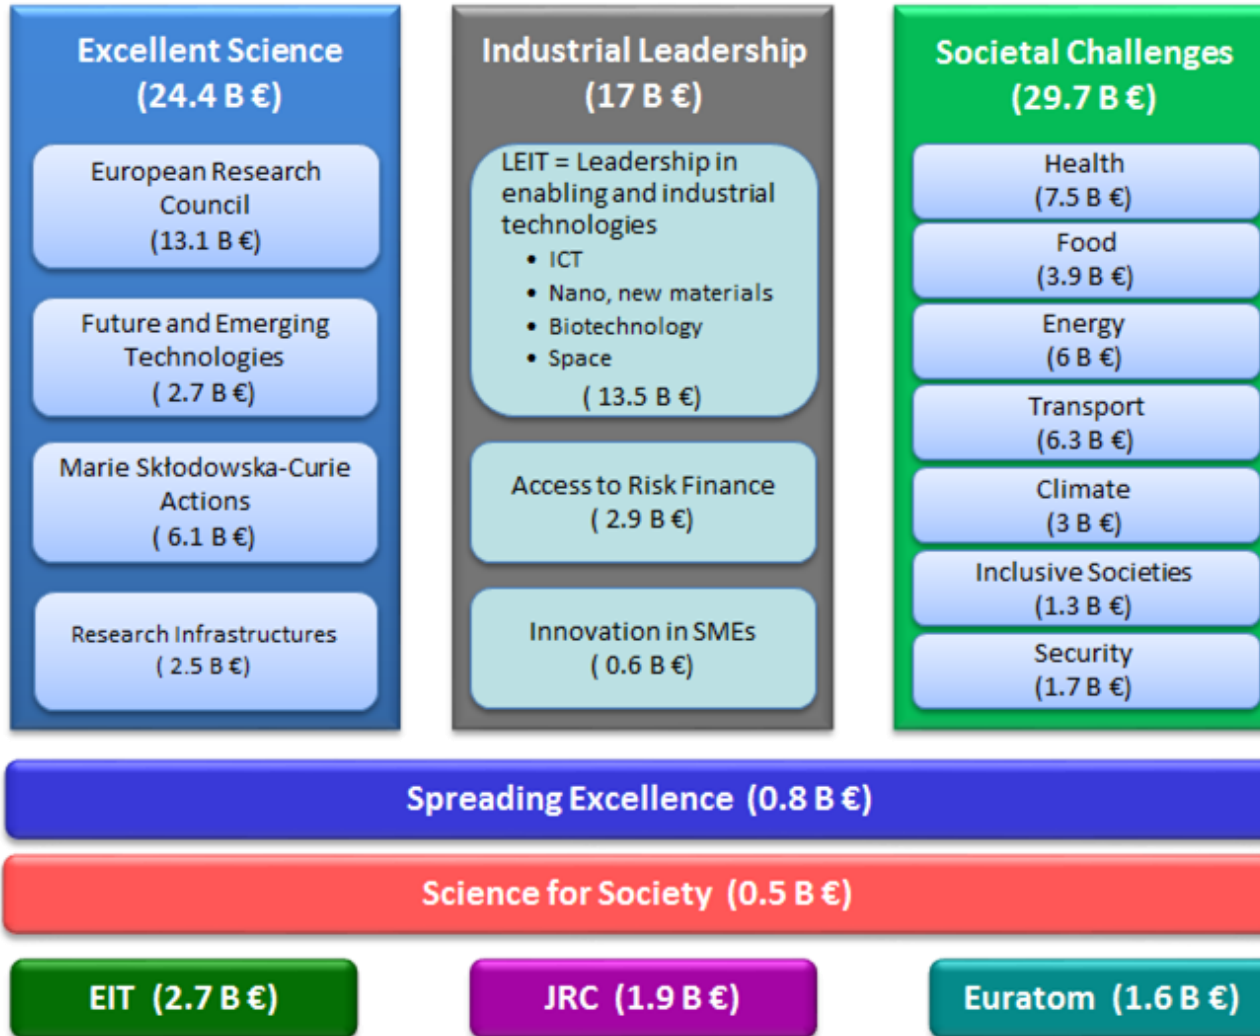 Excellent Science
(24.4 B €)
European Research
Council
(13.1 B €)
Future and Emerging
Technologies
( 2.7 B €)
Marie Skłodowska-Curie
Actions
( 6.1 B €)
Research Infrastructures
( 2.5 B €)
Industrial Leadership
(17 B €)
LEIT = Leadership in
enabling and industrial
technologies
• ICT
• Nano, new materials
• Biotechnology
• Space
( 13.5 B €)
Access to Risk Finance
( 2.9 B €)
Innovation in SMEs
( 0.6 B €)
Societal Challenges
(29.7 B €)
Health
(7.5 B €)
Food
(3.9 B €)
Energy
(6 B €)
Transport
(6.3 B €)
Climate
(3 B €)
Inclusive Societies
(1.3 B €)
Security
(1.7 B €)
Spreading Excellence (0.8 B €)
Science for Society (0.5 B €)
EIT (2.7 B €)
JRC (1.9 B €)
Euratom (1.6 B €)